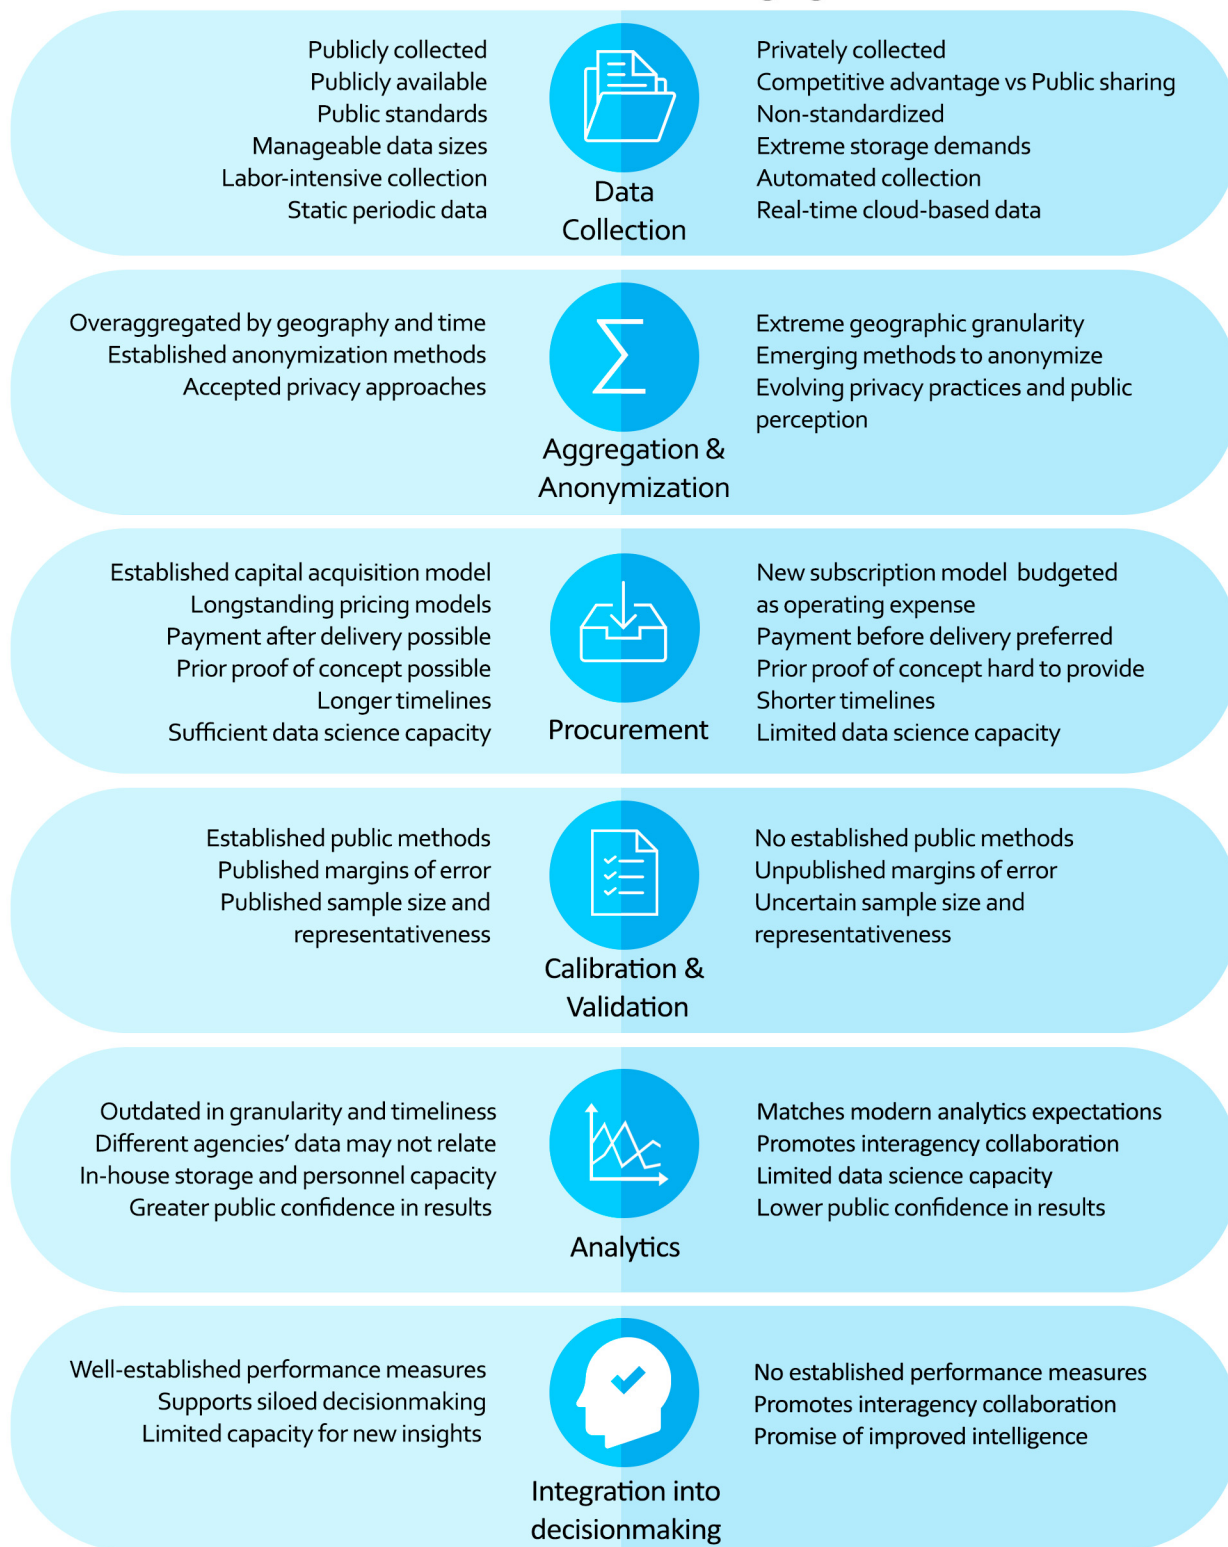 Publicly collected
Publicly available
Public standards
Manageable data sizes
Labor-intensive collection
Static periodic data
Data
Collection
Privately collected
Competitive advantage vs Public sharing
Non-standardized
Extreme storage demands
Automated collection
Real-time cloud-based data
Overaggregated by geography and time
Established anonymization methods
Accepted privacy approaches
Aggregation &
Anonymization
Extreme geographic granularity
Emerging methods to anonymize
Evolving privacy practices and public
perception
Established capital acquisition model
Longstanding pricing models
Payment after delivery possible
Prior proof of concept possible
Longer timelines
Sufficient data science capacity
Procurement
New subscription model budgeted
as operating expense
Payment before delivery preferred
Prior proof of concept hard to provide
Shorter timelines
Limited data science capacity
Established public methods
Published margins of error
Published sample size and
representativeness
Calibration &
Validation
No established public methods
Unpublished margins of error
Uncertain sample size and
representativeness
Outdated in granularity and timeliness
Different agencies’ data may not relate
In-house storage and personnel capacity
Greater public confidence in results
Analytics
Matches modern analytics expectations
Promotes interagency collaboration
Limited data science capacity
Lower public confidence in results
Well-established performance measures
Supports siloed decisionmaking
Limited capacity for new insights
Integration into
decisionmaking
No established performance measures
Promotes interagency collaboration
Promise of improved intelligence